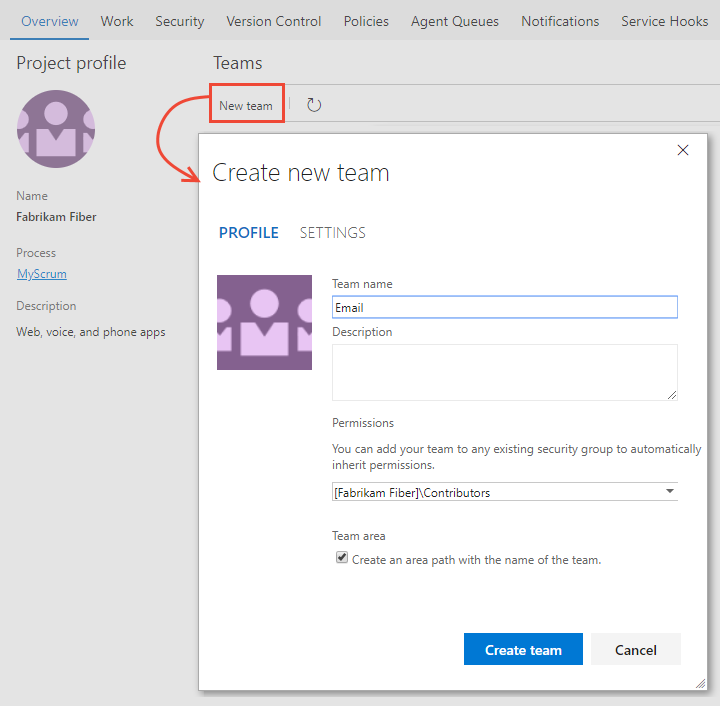 Overview Work Security Version Control Policies Agent Queues Notifications Service Hooks
Project profile
Teams
New team
Name
Fabrikam Fiber
Process
MyScrum
Description
Web, voice, and phone apps
Create new team
PROFILE SETTINGS
Team name
Email
Description
Permissions
You can add your team to any existing security group to automatically
inherit permissions.
[Fabrikam Fiber]\Contributors
Team area
Create an area path with the name of the team.
Create team Cancel